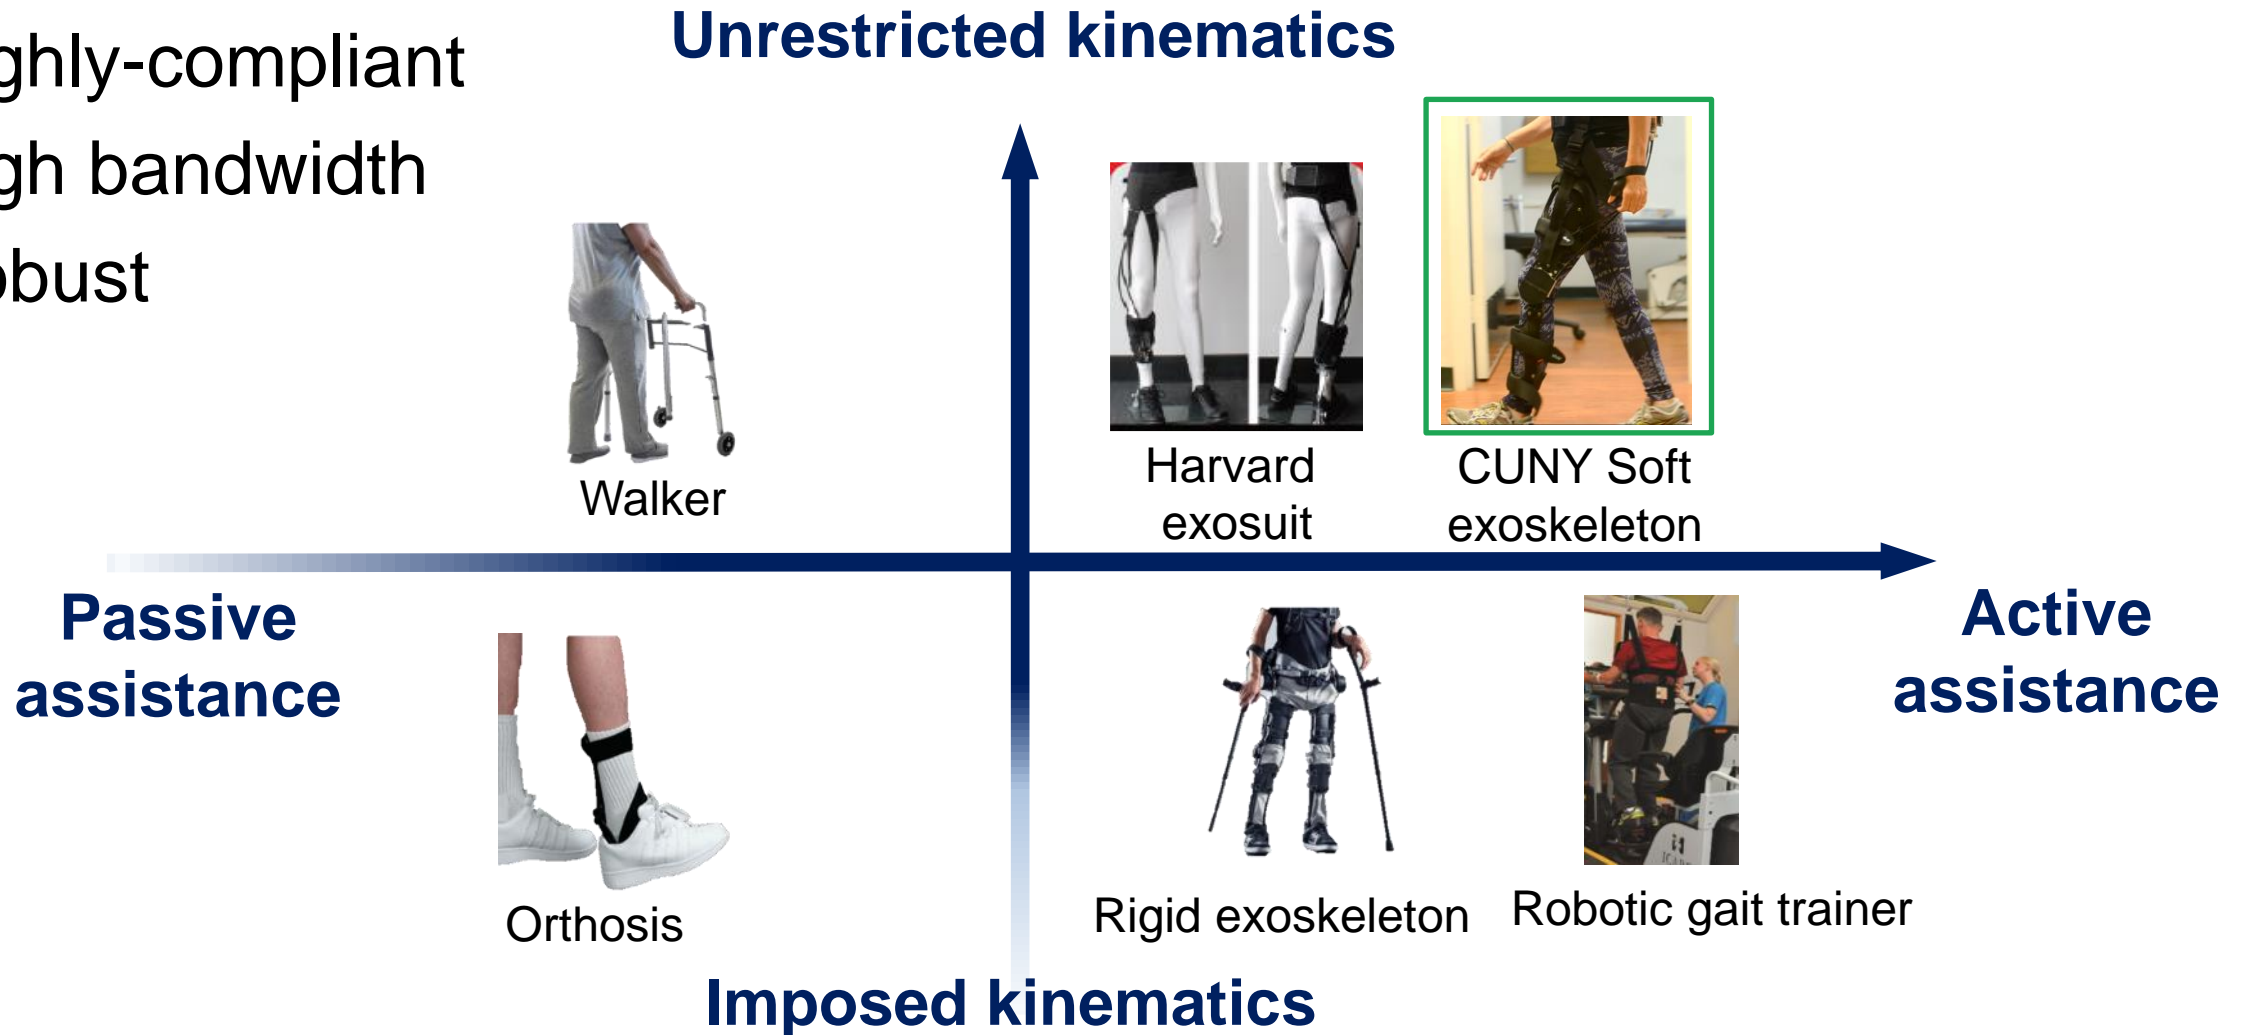 Unrestricted kinematics
ghly-compliant
gh bandwidth
obust
Walker
Harvard
exosuit
CUNY Soft
exoskeleton
Passive
assistance
Active
assistance
Orthosis
Rigid exoskeleton
Robotic gait trainer
Imposed kinematics